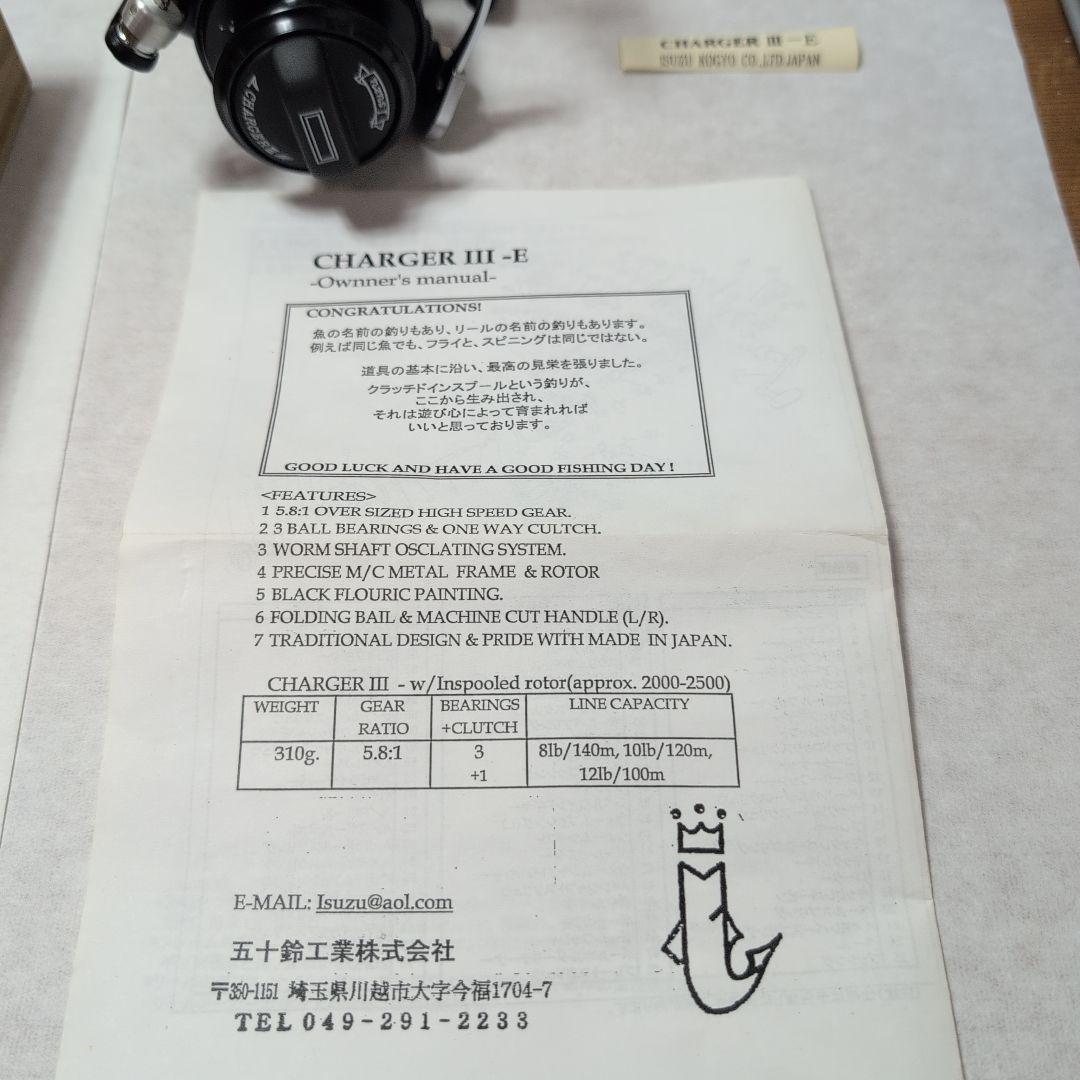 CHARGER III - E
ISUZU KOGYO CO.,LTD.JAPAN
CHARGER
CHARGER III -E
-Ownner's manual-
CONGRATULATIONS!
魚の名前の釣りもあり、リールの名前の釣りもあります。
例えば同じ魚でも、フライと、スピニングは同じではない。
道具の基本に沿い、最高の見栄を張りました。
クラッチドインスプールという釣りが、
ここから生み出され、
それは遊び心によって育まれれば
いいと思っております。
GOOD LUCK AND HAVE A GOOD FISHING DAY!
<FEATURES>
1 5.8:1 OVER SIZED HIGH SPEED GEAR.
2 3 BALL BEARINGS & ONE WAY CULTCH.
3 WORM SHAFT OSCLATING SYSTEM.
4 PRECISE M/C METAL FRAME & ROTOR
5 BLACK FLOURIC PAINTING.
6 FOLDING BAIL & MACHINE CUT HANDLE (L/R).
7 TRADITIONAL DESIGN & PRIDE WITH MADE IN JAPAN.
CHARGER III - w/Inspooled rotor(approx. 2000-2500)
WEIGHT GEAR RATIO BEARINGS +CLUTCH LINE CAPACITY
310g. 5.8:1 3 +1 8lb/140m, 10lb/120m, 12lb/100m
E-MAIL: Isuzu@aol.com
五十鈴工業株式会社
〒350-1151 埼玉県川越市大字今福1704-7
TEL 049-291-2233